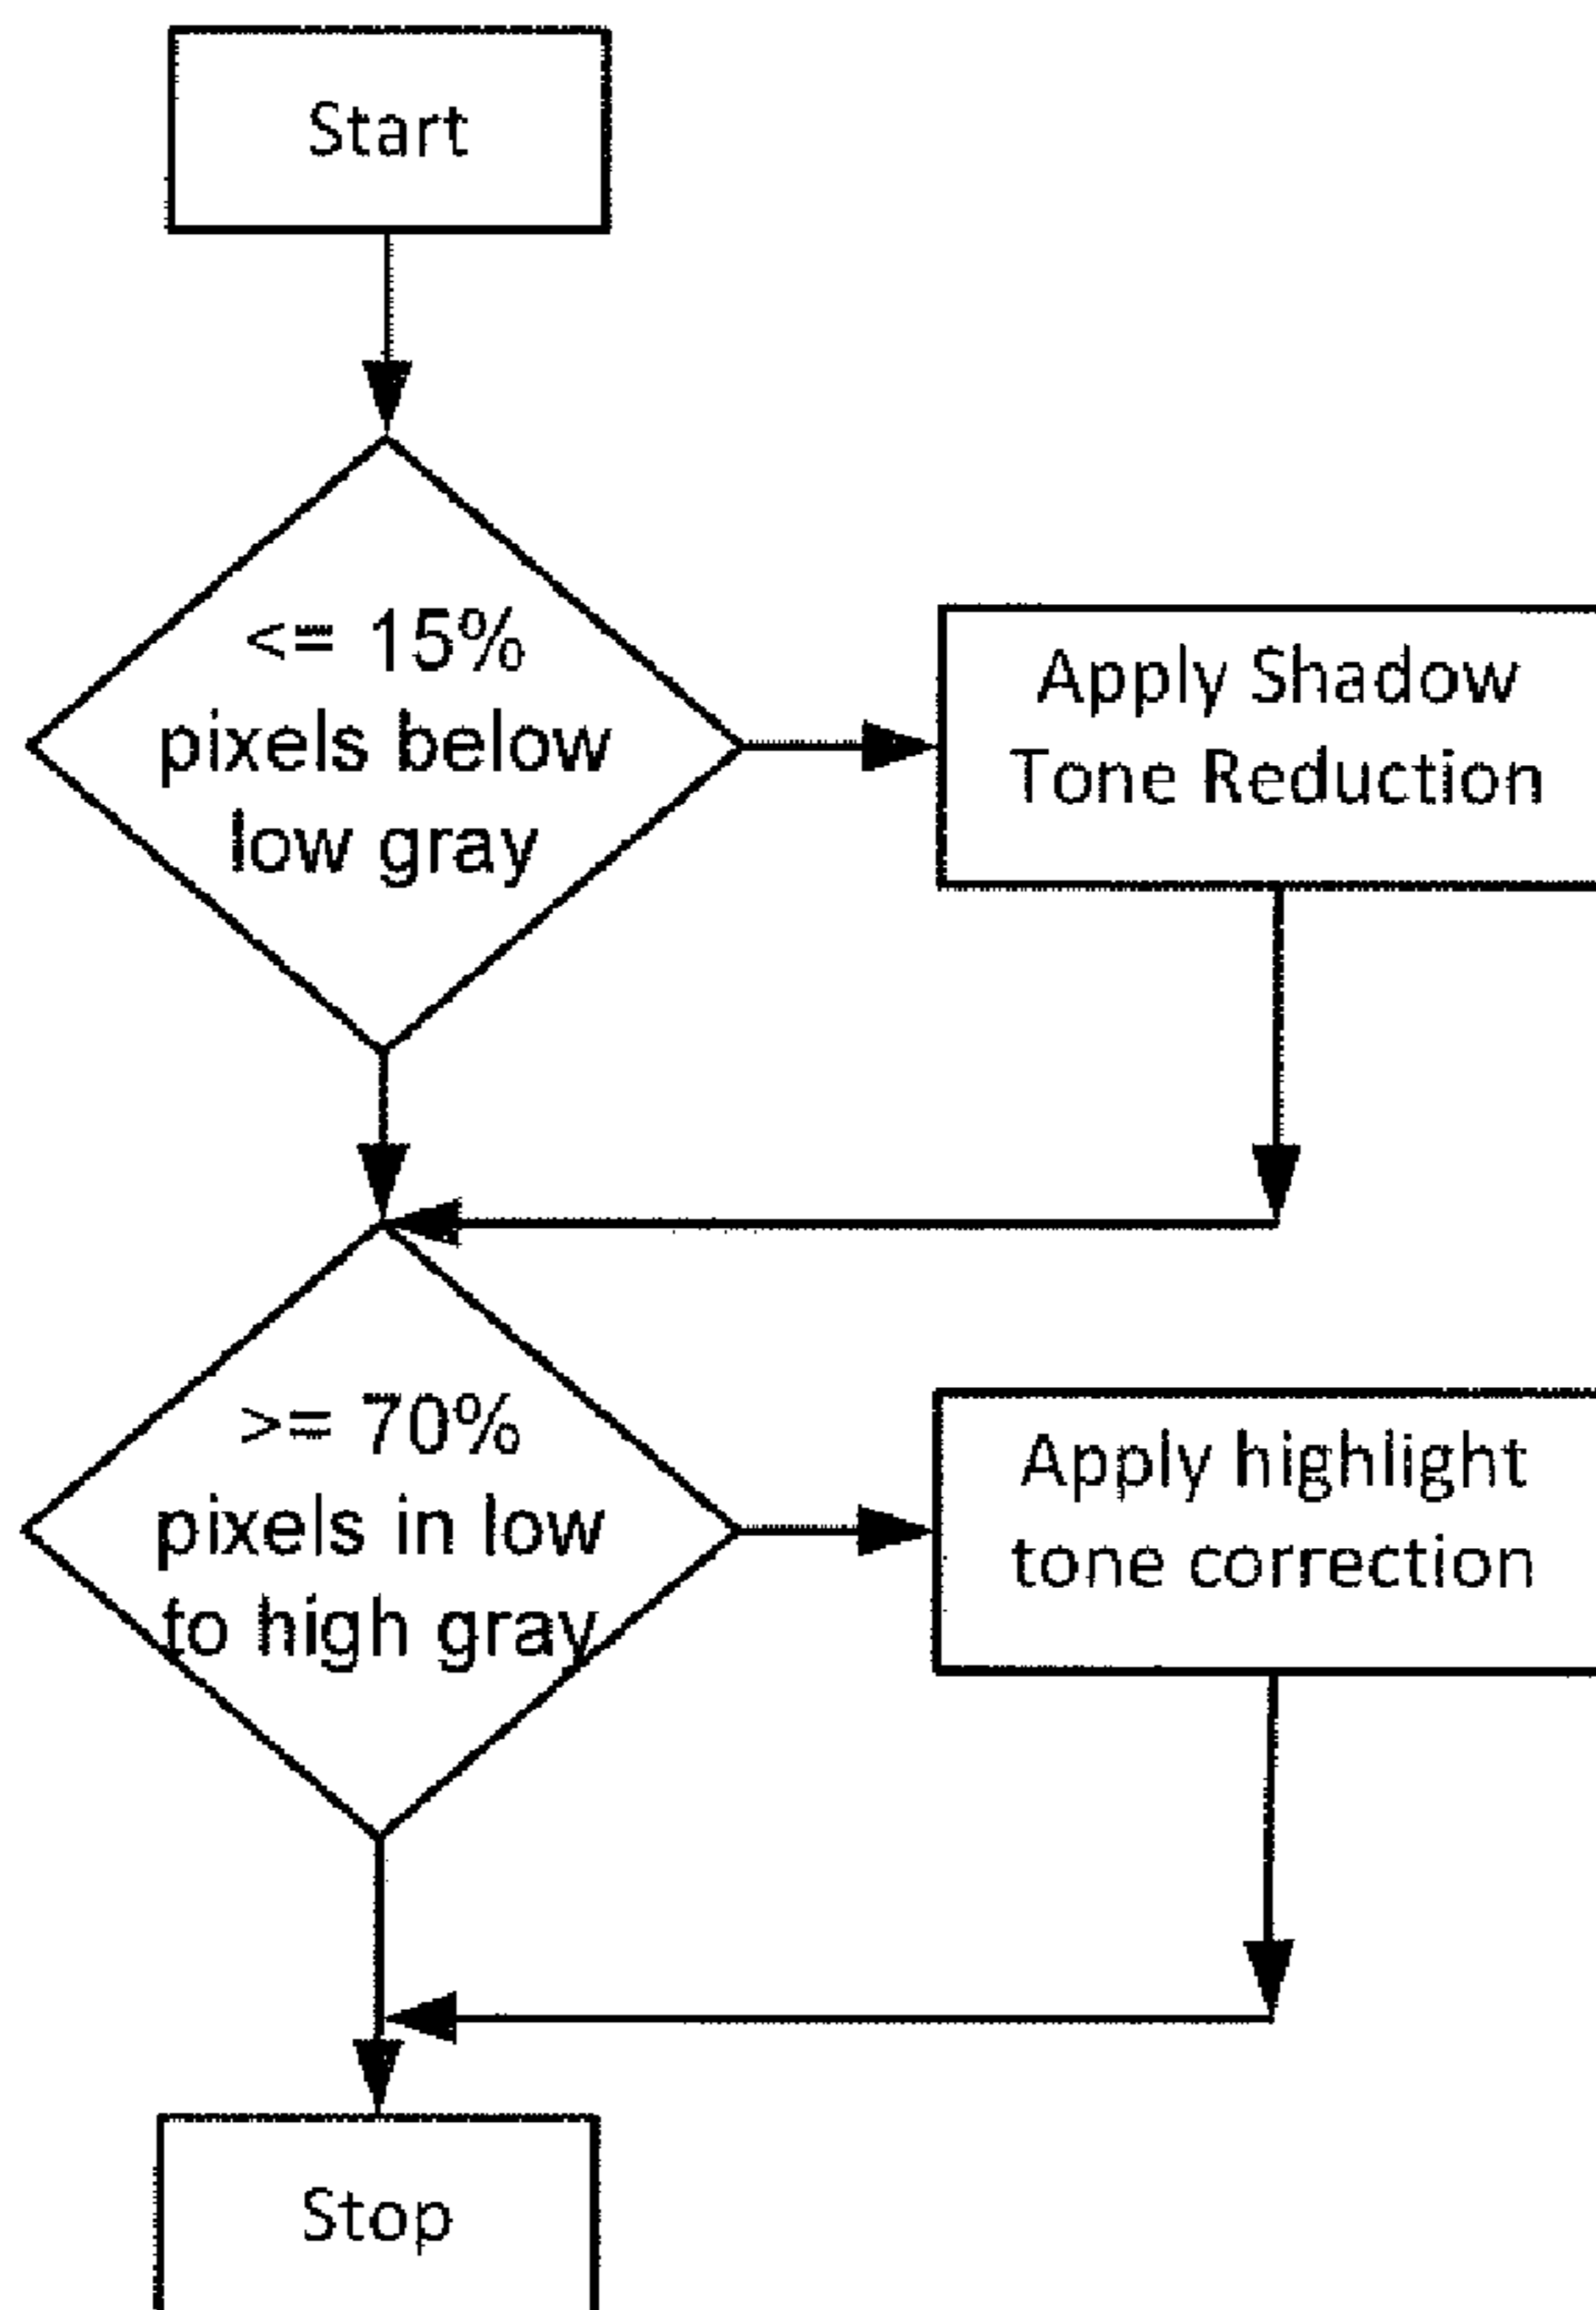 Start
<= 15%
pixels below
low gray
Apply Shadow
Tone Reduction
>= 70%
pixels in low
to high gray
Apply highlight
tone correction
Stop